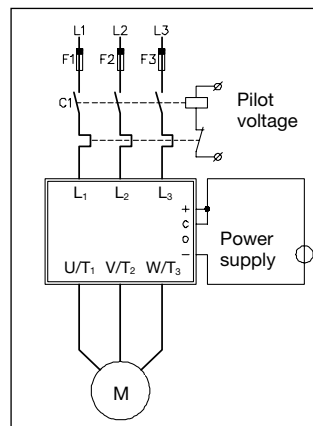 L1 L2 L3
F1 F2 F3
C1
Pilot
voltage
L₁ L₂ L₃
+
C
O
−
Power
supply
U/T₁ V/T₂ W/T₃
M